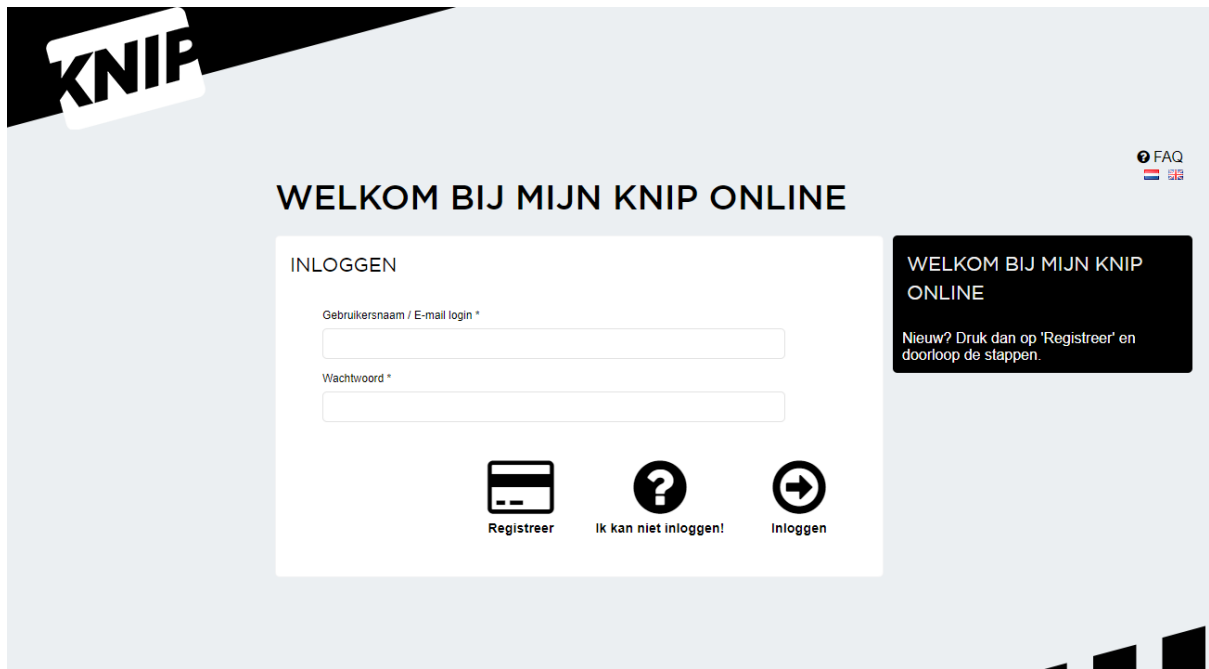 KNIP
FAQ
WELKOM BIJ MIJN KNIP ONLINE
INLOGGEN
Gebruikersnaam / E-mail login *
Wachtwoord *
Registreer
Ik kan niet inloggen!
Inloggen
WELKOM BIJ MIJN KNIP
ONLINE
Nieuw? Druk dan op 'Registreer' en
doorloop de stappen.